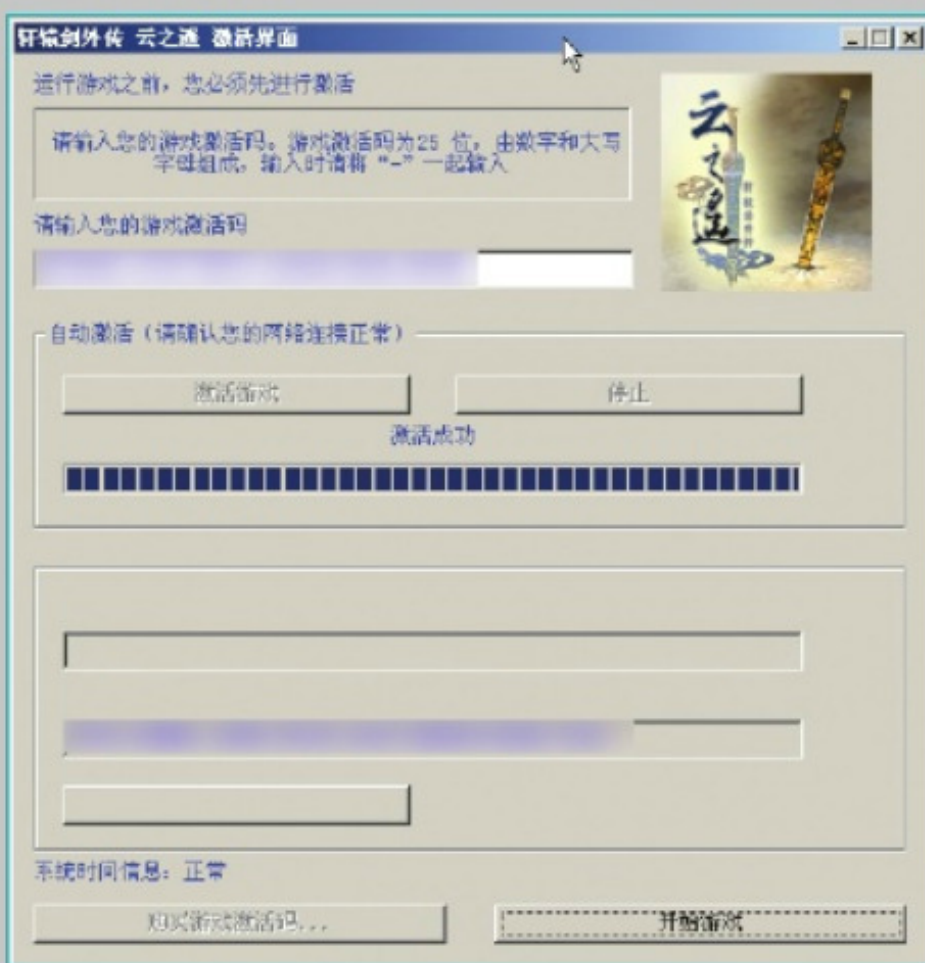 轩辕剑外传 云之遥 激活界面
运行游戏之前，您必须先进行激活
请输入您的游戏激活码。游戏激活码为25 位，由数字和大写
字母组成，输入时请将 “-” 一起输入
云之遥
请输入您的游戏激活码
自动激活（请确认您的网络连接正常）
激活游戏
停止
激活成功
系统时间信息：正常
购买游戏激活码...
开始游戏